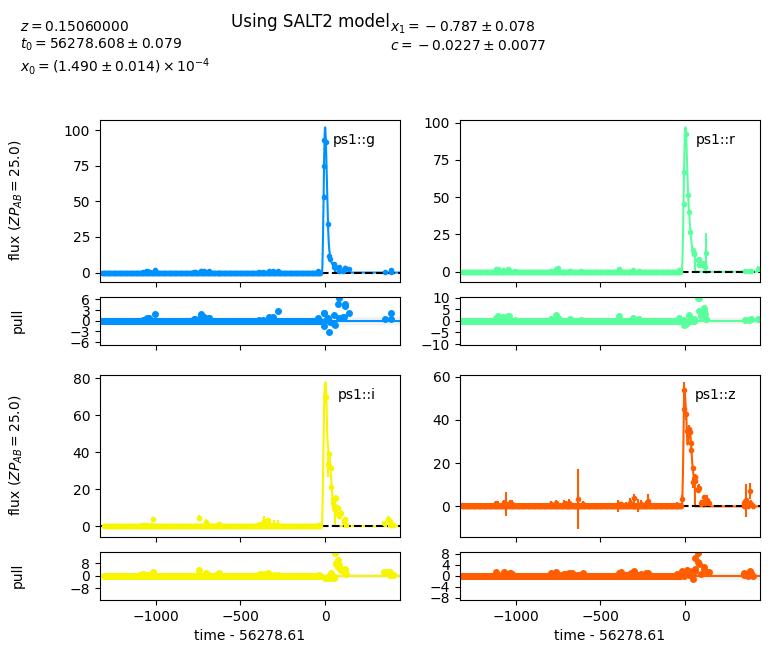 Using SALT2 model
z = 0.15060000
t₀ = 56278.608 ± 0.079
x₀ = (1.490 ± 0.014) × 10⁻⁴
x₁ = −0.787 ± 0.078
c = −0.0227 ± 0.0077
flux (ZP_AB = 25.0)
100
75
50
25
0
ps1::g
100
75
50
25
0
ps1::r
pull
6
3
0
−3
−6
10
5
0
−5
−10
flux (ZP_AB = 25.0)
80
60
40
20
0
ps1::i
60
40
20
0
ps1::z
pull
8
0
−8
8
4
0
−4
−8
−1000 −500 0
time - 56278.61
−1000 −500 0
time - 56278.61